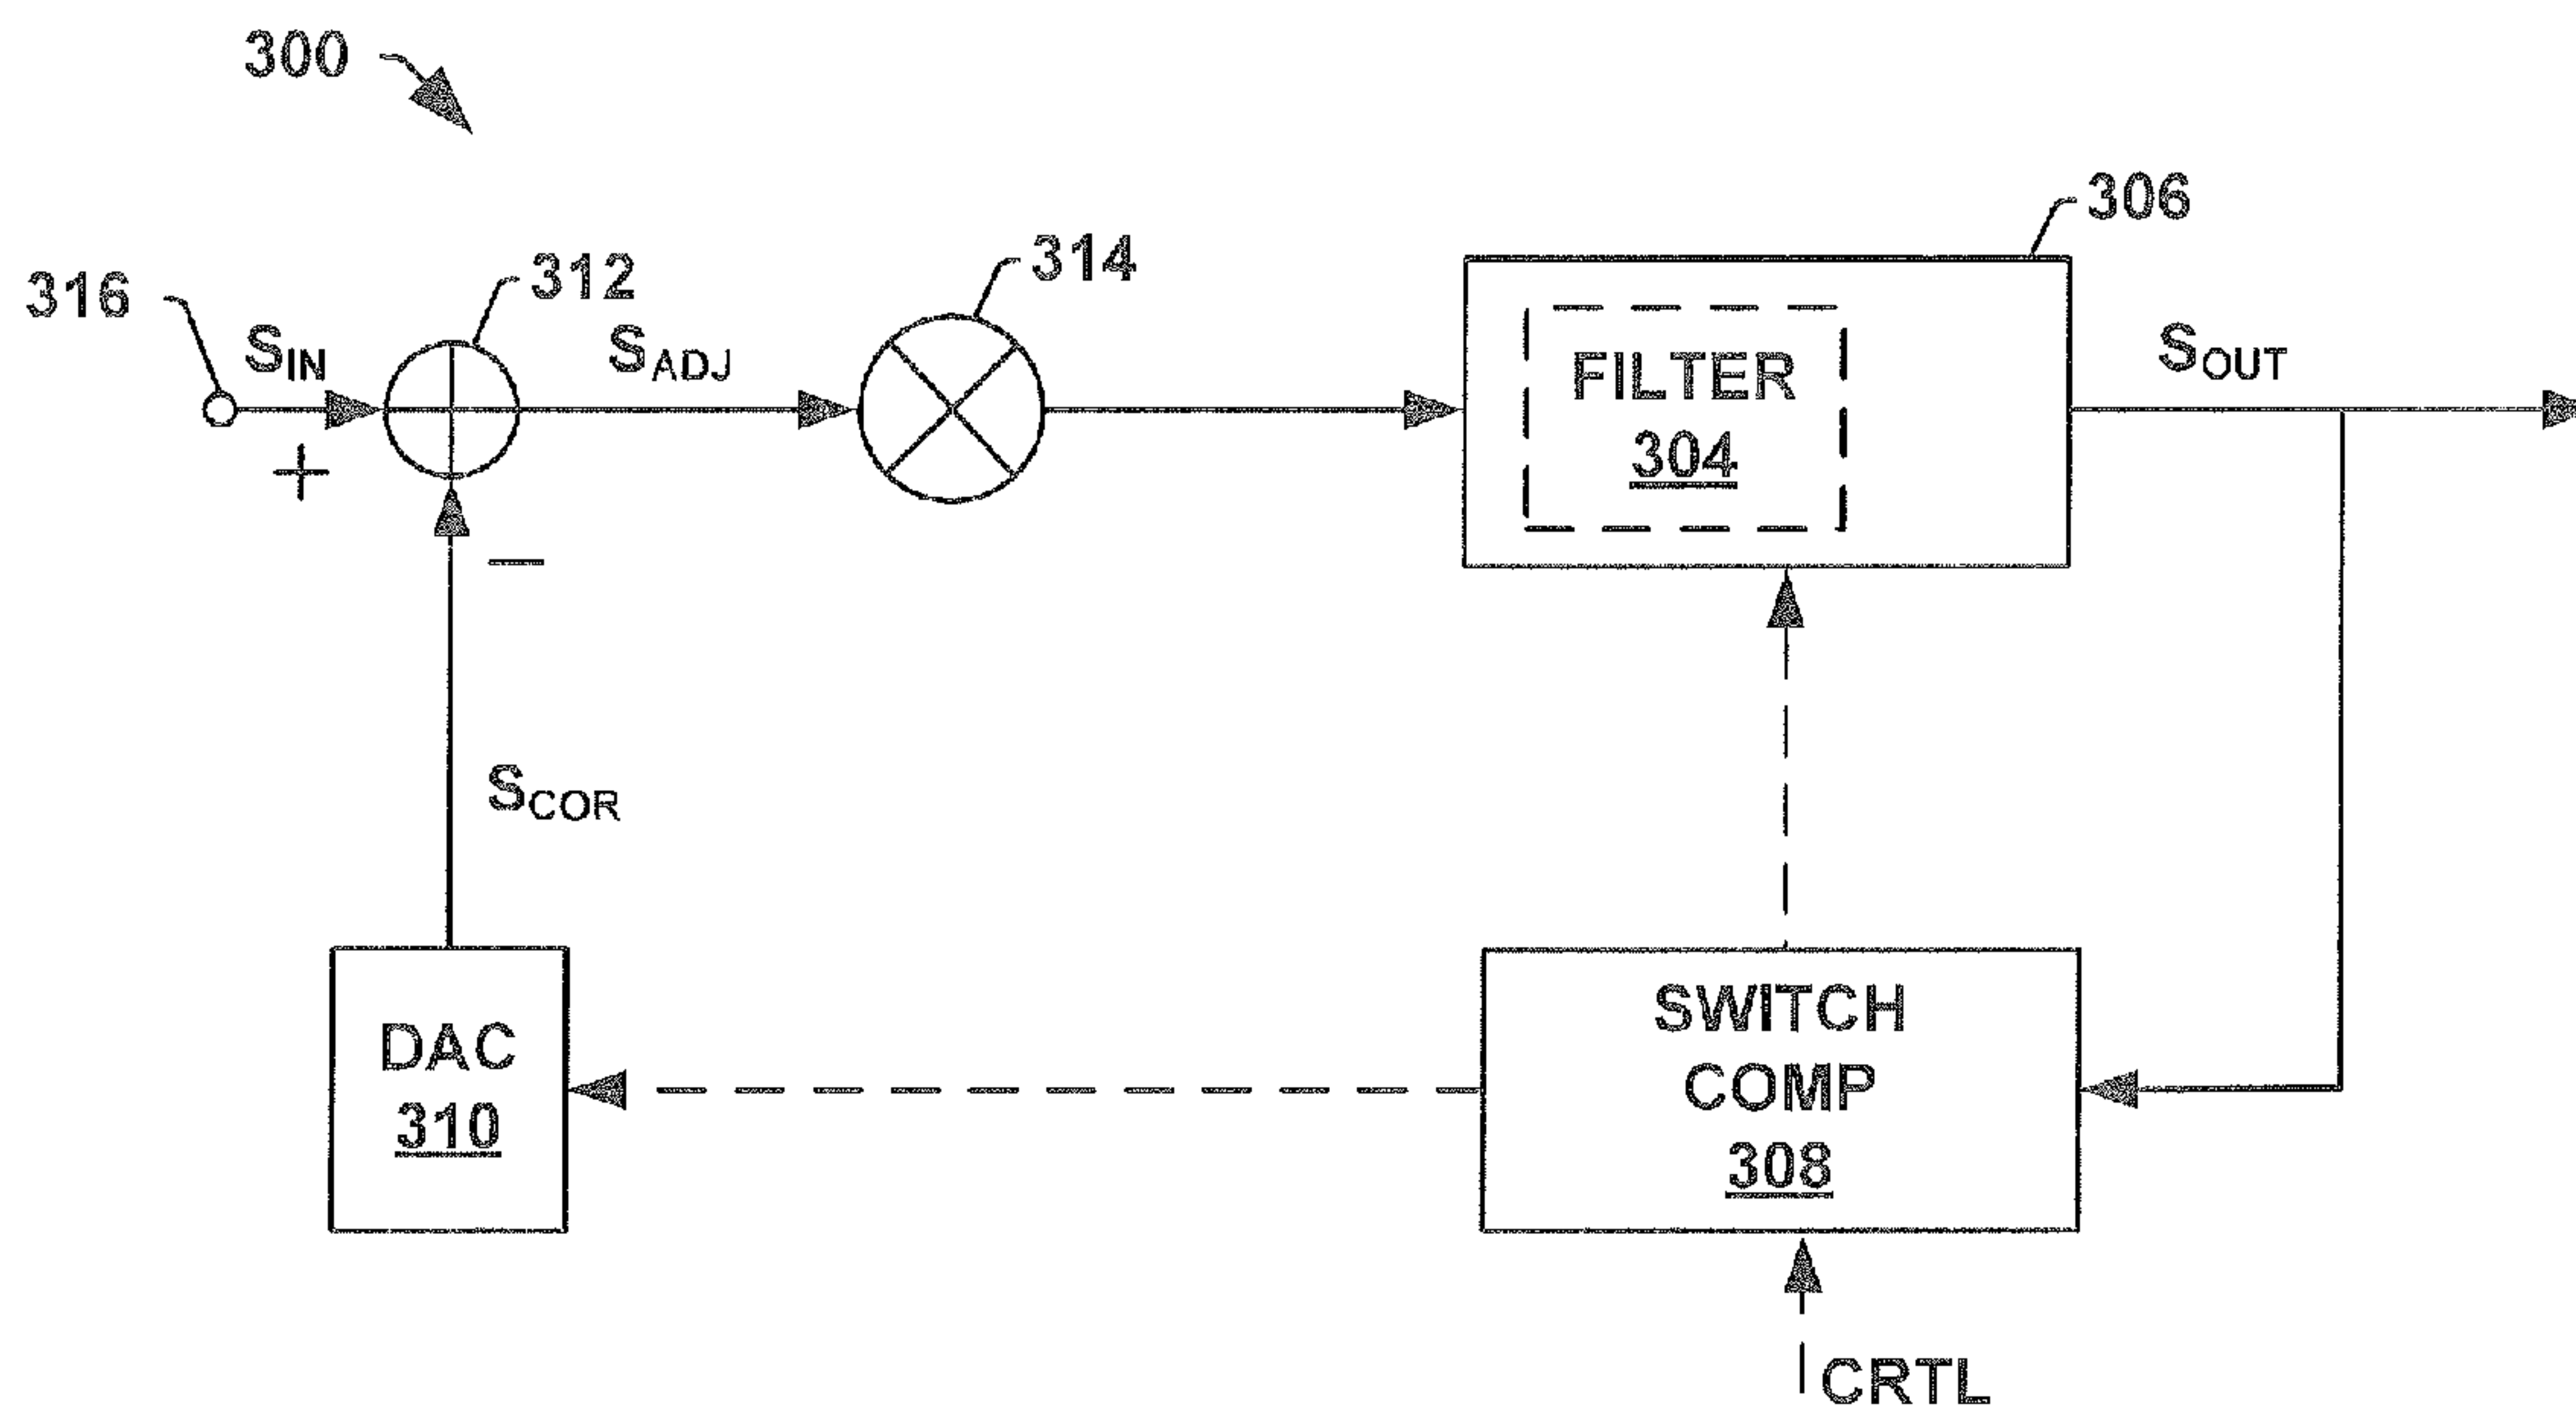 300
306
316
312
314
SIN
SADJ
FILTER
304
SOUT
+
−
SCOR
DAC
310
SWITCH
COMP
308
CRTL